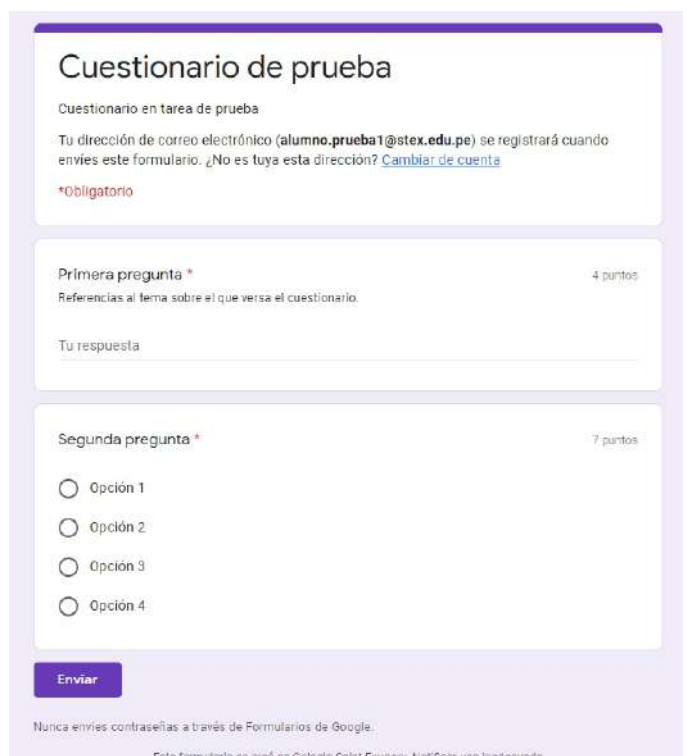 Cuestionario de prueba
Cuestionario en tarea de prueba
Tu dirección de correo electrónico (alumno.prueba1@stex.edu.pe) se registrará cuando
envíes este formulario. ¿No es tuya esta dirección? Cambiar de cuenta
*Obligatorio
Primera pregunta * 4 puntos
Referencias al tema sobre el que versa el cuestionario.
Tu respuesta
Segunda pregunta * 7 puntos
Opción 1
Opción 2
Opción 3
Opción 4
Enviar
Nunca envíes contraseñas a través de Formularios de Google.
Este formulario se creó en Colegio Saint